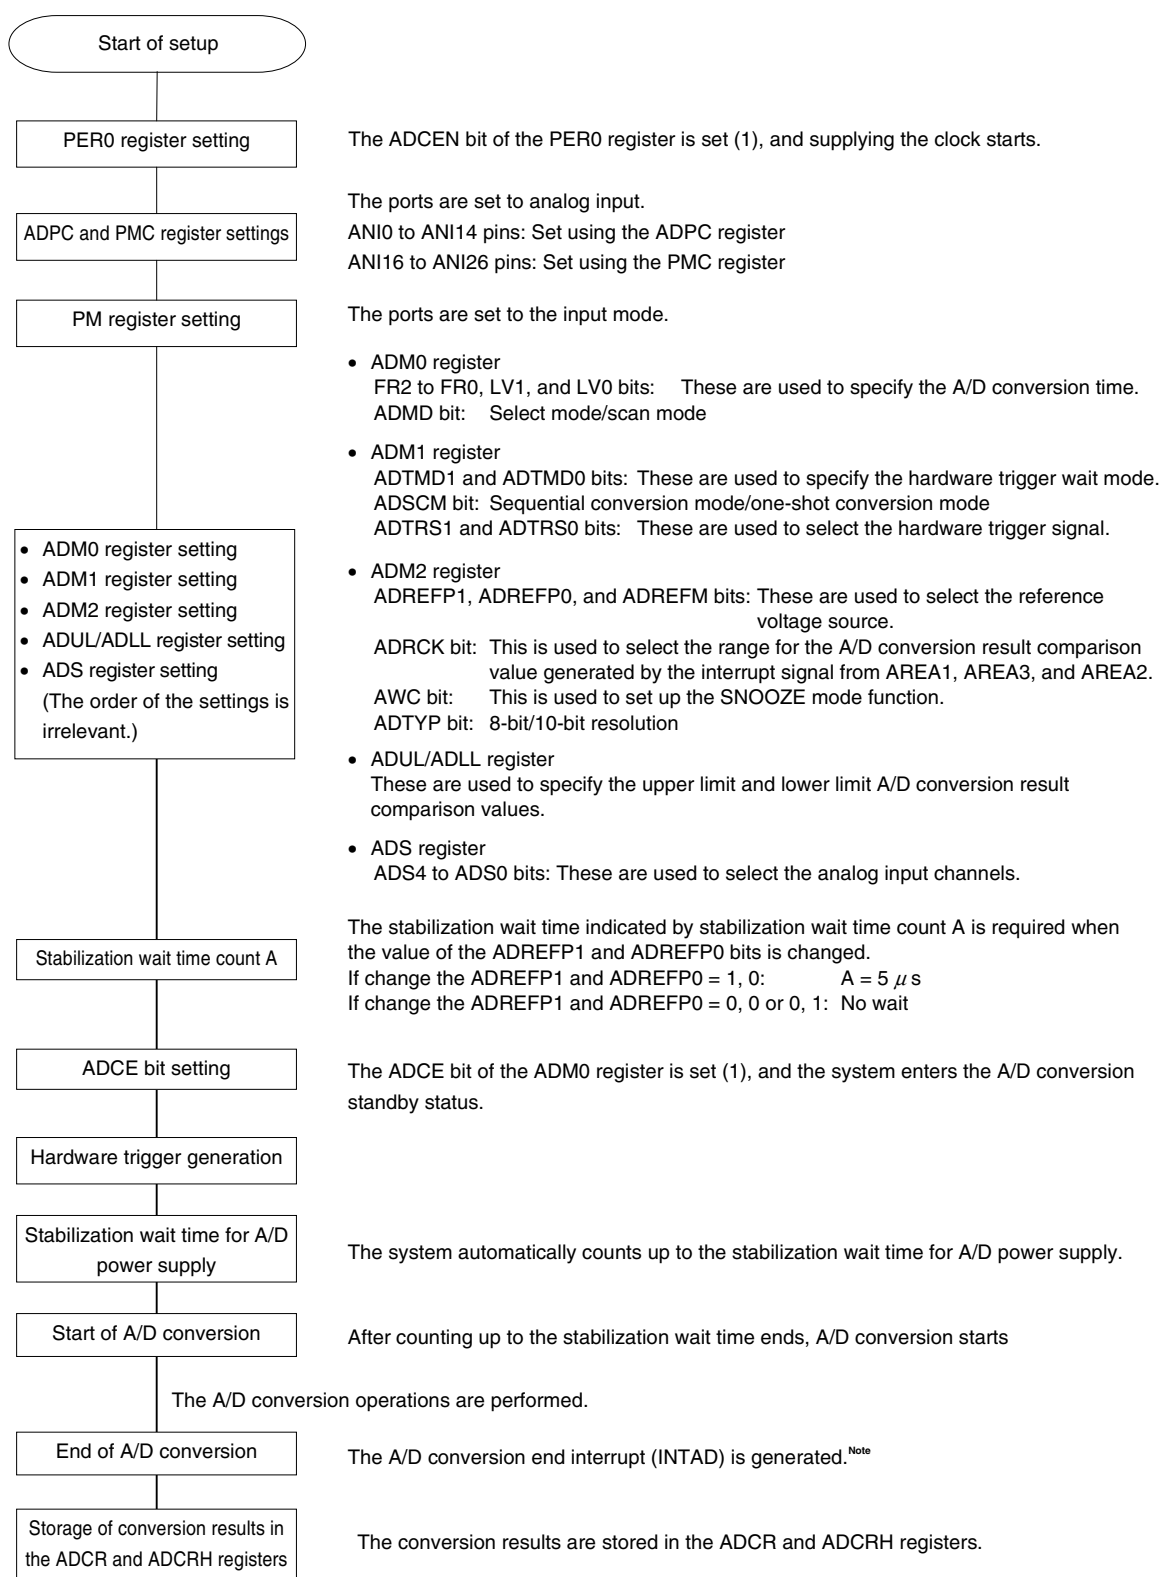 Start of setup
PER0 register setting
The ADCEN bit of the PER0 register is set (1), and supplying the clock starts.
The ports are set to analog input.
ADPC and PMC register settings
ANI0 to ANI14 pins: Set using the ADPC register
ANI16 to ANI26 pins: Set using the PMC register
PM register setting
The ports are set to the input mode.
• ADM0 register
FR2 to FR0, LV1, and LV0 bits: These are used to specify the A/D conversion time.
ADMD bit: Select mode/scan mode
• ADM1 register
ADTMD1 and ADTMD0 bits: These are used to specify the hardware trigger wait mode.
ADSCM bit: Sequential conversion mode/one-shot conversion mode
ADTRS1 and ADTRS0 bits: These are used to select the hardware trigger signal.
• ADM0 register setting
• ADM1 register setting
• ADM2 register setting
• ADUL/ADLL register setting
• ADS register setting
(The order of the settings is
irrelevant.)
• ADM2 register
ADREFP1, ADREFP0, and ADREFM bits: These are used to select the reference
voltage source.
ADRCK bit: This is used to select the range for the A/D conversion result comparison
value generated by the interrupt signal from AREA1, AREA3, and AREA2.
AWC bit: This is used to set up the SNOOZE mode function.
ADTYP bit: 8-bit/10-bit resolution
• ADUL/ADLL register
These are used to specify the upper limit and lower limit A/D conversion result
comparison values.
• ADS register
ADS4 to ADS0 bits: These are used to select the analog input channels.
Stabilization wait time count A
The stabilization wait time indicated by stabilization wait time count A is required when
the value of the ADREFP1 and ADREFP0 bits is changed.
If change the ADREFP1 and ADREFP0 = 1, 0: A = 5 μ s
If change the ADREFP1 and ADREFP0 = 0, 0 or 0, 1: No wait
ADCE bit setting
The ADCE bit of the ADM0 register is set (1), and the system enters the A/D conversion
standby status.
Hardware trigger generation
Stabilization wait time for A/D
power supply
The system automatically counts up to the stabilization wait time for A/D power supply.
Start of A/D conversion
After counting up to the stabilization wait time ends, A/D conversion starts
The A/D conversion operations are performed.
End of A/D conversion
The A/D conversion end interrupt (INTAD) is generated.Note
Storage of conversion results in
the ADCR and ADCRH registers
The conversion results are stored in the ADCR and ADCRH registers.